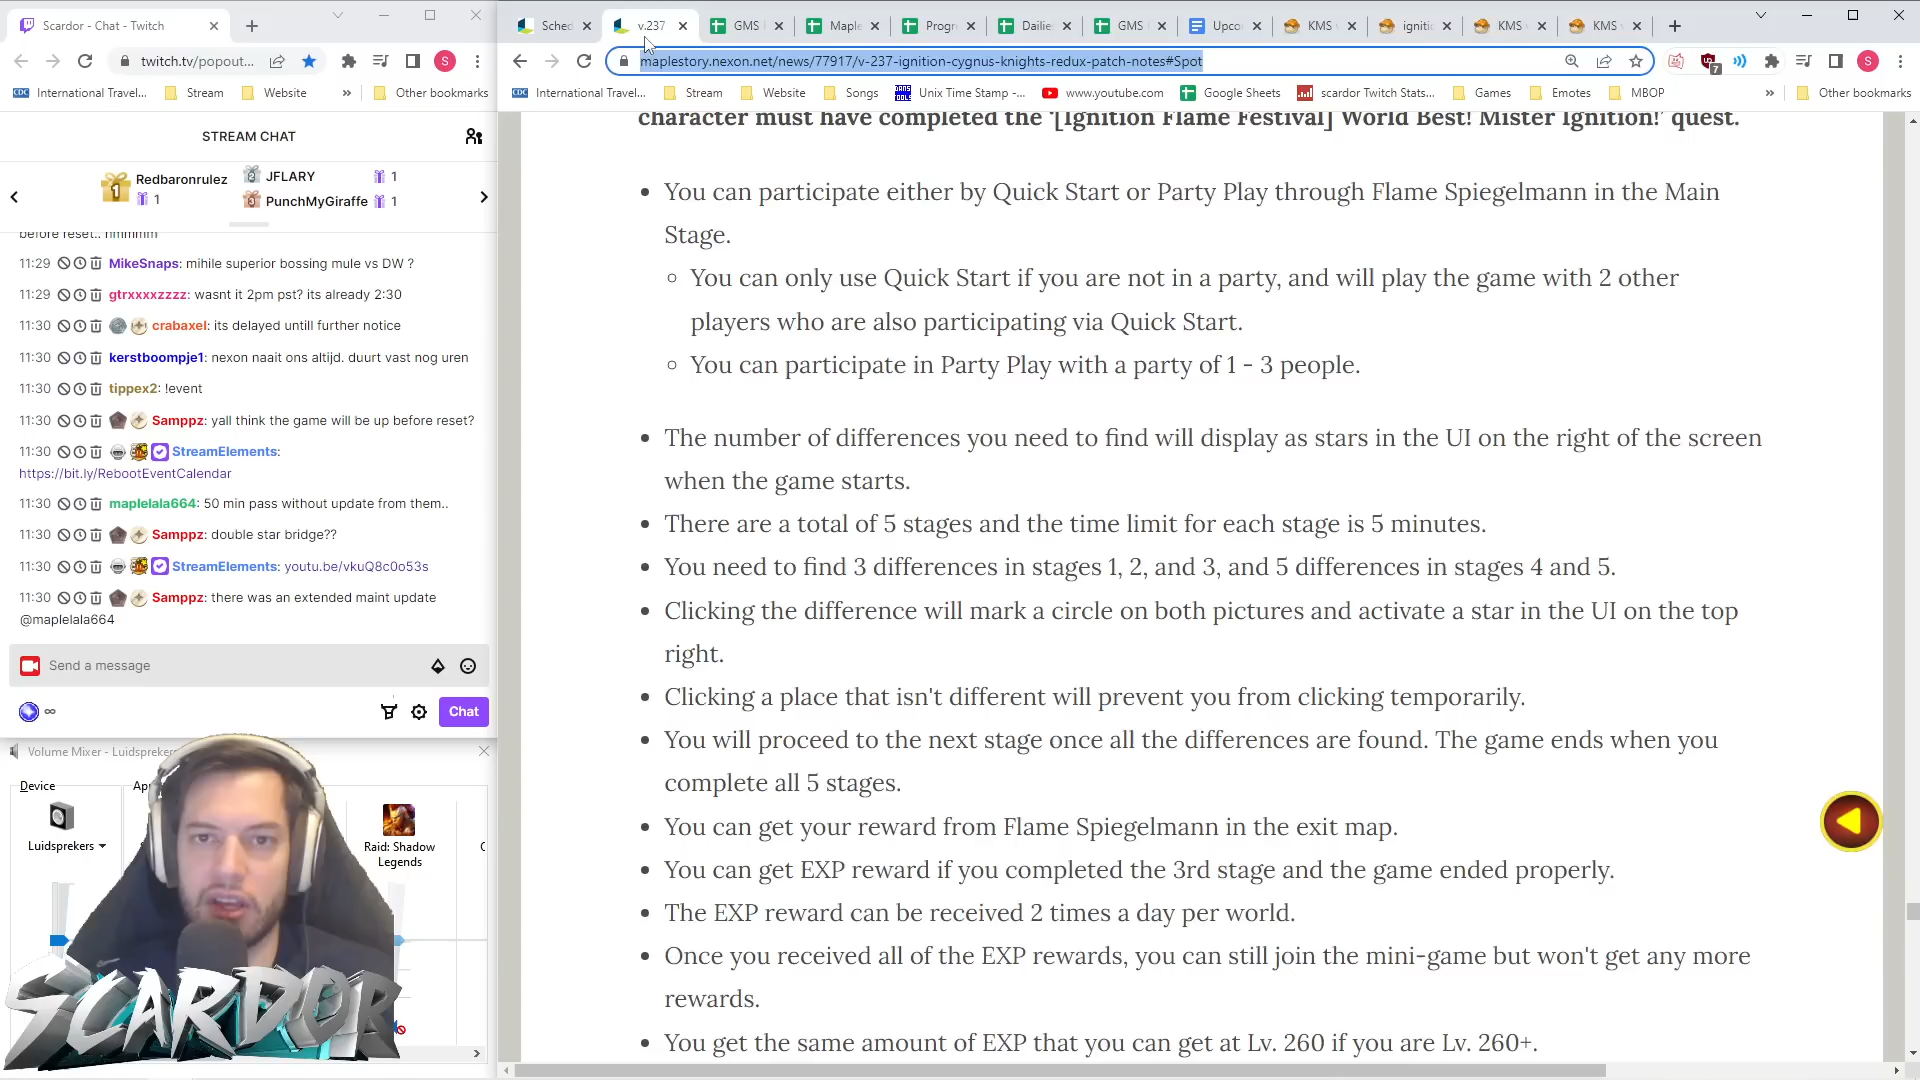 Scardor - Chat - Twitch
twitch.tv/popout...
S
International Travel...
Stream
Website
»
Other bookmarks
STREAM CHAT
1
Redbaronrulez
1
2
JFLARY
1
3
PunchMyGiraffe
1
before reset.. hmmmm
11:29 MikeSnaps: mihile superior bossing mule vs DW ?
11:29 gtrxxxxzzzz: wasnt it 2pm pst? its already 2:30
11:30 crabaxel: its delayed untill further notice
11:30 kerstboompje1: nexon naait ons altijd. duurt vast nog uren
11:30 tippex2: !event
11:30 Samppz: yall think the game will be up before reset?
11:30 StreamElements:
https://bit.ly/RebootEventCalendar
11:30 maplelala664: 50 min pass without update from them..
11:30 Samppz: double star bridge??
11:30 StreamElements: youtu.be/vkuQ8c0o53s
11:30 Samppz: there was an extended maint update
@maplelala664
Send a message
∞
Chat
Volume Mixer - Luidspreker
Device
Ap
Luidsprekers
Raid: Shadow
Legends
SCARDOR
Sched
v.237
GMS
Maple
Progr
Dailie
GMS
Upco
KMS v
igniti
KMS
KMS v
maplestory.nexon.net/news/77917/v-237-ignition-cygnus-knights-redux-patch-notes#Spot
7
S
International Travel...
Stream
Website
Songs
Unix Time Stamp -...
www.youtube.com
Google Sheets
scardor Twitch Stats...
Games
Emotes
MBOP
»
Other bookmarks
character must have completed the '[Ignition Flame Festival] World Best! Mister Ignition!' quest.
• You can participate either by Quick Start or Party Play through Flame Spiegelmann in the Main
Stage.
○ You can only use Quick Start if you are not in a party, and will play the game with 2 other
players who are also participating via Quick Start.
○ You can participate in Party Play with a party of 1 - 3 people.
• The number of differences you need to find will display as stars in the UI on the right of the screen
when the game starts.
• There are a total of 5 stages and the time limit for each stage is 5 minutes.
• You need to find 3 differences in stages 1, 2, and 3, and 5 differences in stages 4 and 5.
• Clicking the difference will mark a circle on both pictures and activate a star in the UI on the top
right.
• Clicking a place that isn't different will prevent you from clicking temporarily.
• You will proceed to the next stage once all the differences are found. The game ends when you
complete all 5 stages.
• You can get your reward from Flame Spiegelmann in the exit map.
• You can get EXP reward if you completed the 3rd stage and the game ended properly.
• The EXP reward can be received 2 times a day per world.
• Once you received all of the EXP rewards, you can still join the mini-game but won't get any more
rewards.
• You get the same amount of EXP that you can get at Lv. 260 if you are Lv. 260+.